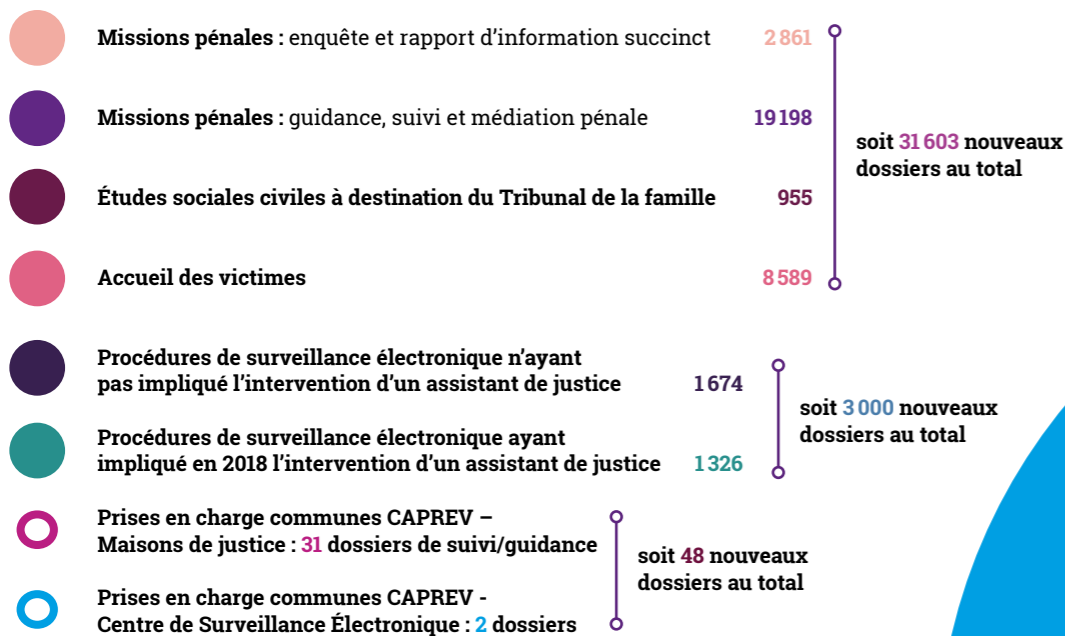 Missions pénales : enquête et rapport d’information succinct 2 861
Missions pénales : guidance, suivi et médiation pénale 19 198
soit 31 603 nouveaux
dossiers au total
Études sociales civiles à destination du Tribunal de la famille 955
Accueil des victimes 8 589
Procédures de surveillance électronique n’ayant
pas impliqué l’intervention d’un assistant de justice 1 674
soit 3 000 nouveaux
dossiers au total
Procédures de surveillance électronique ayant
impliqué en 2018 l’intervention d’un assistant de justice 1 326
Prises en charge communes CAPREV –
Maisons de justice : 31 dossiers de suivi/guidance
soit 48 nouveaux
dossiers au total
Prises en charge communes CAPREV -
Centre de Surveillance Électronique : 2 dossiers